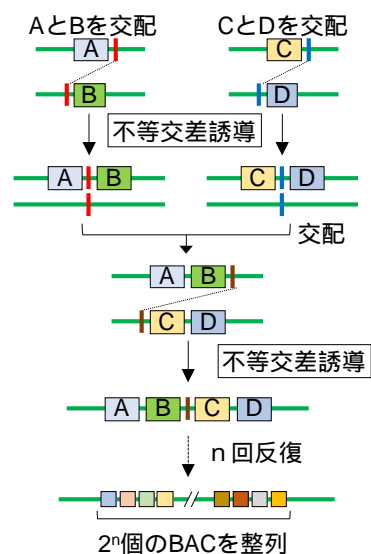 AとBを交配 CとDを交配
A C
B D
不等交差誘導
A B C D
交配
A B
C D
不等交差誘導
A B C D
n回反復
2ⁿ個のBACを整列